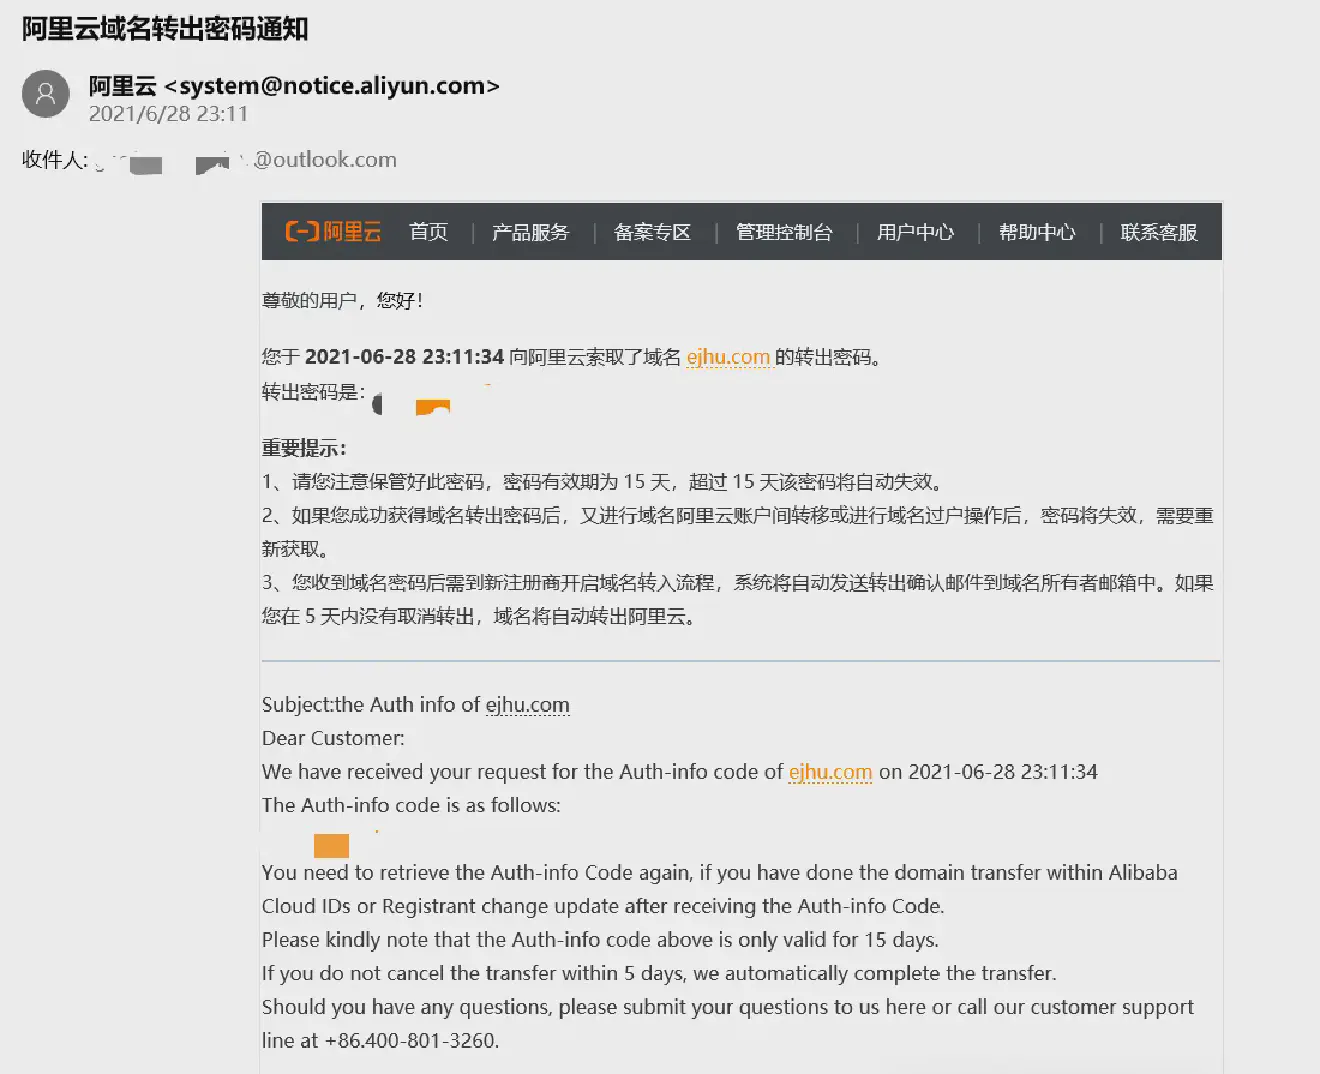 阿里云域名转出密码通知
阿里云 <system@notice.aliyun.com>
2021/6/28 23:11
收件人: @outlook.com
阿里云 首页 | 产品服务 | 备案专区 | 管理控制台 | 用户中心 | 帮助中心 | 联系客服
尊敬的用户，您好！
您于 2021-06-28 23:11:34 向阿里云索取了域名 ejhu.com 的转出密码。
转出密码是：
重要提示：
1、请您注意保管好此密码，密码有效期为 15 天，超过 15 天该密码将自动失效。
2、如果您成功获得域名转出密码后，又进行域名阿里云账户间转移或进行域名过户操作后，密码将失效，需要重
新获取。
3、您收到域名密码后需到新注册商开启域名转入流程，系统将自动发送转出确认邮件到域名所有者邮箱中。如果
您在 5 天内没有取消转出，域名将自动转出阿里云。
Subject:the Auth info of ejhu.com
Dear Customer:
We have received your request for the Auth-info code of ejhu.com on 2021-06-28 23:11:34
The Auth-info code is as follows:
You need to retrieve the Auth-info Code again, if you have done the domain transfer within Alibaba
Cloud IDs or Registrant change update after receiving the Auth-info Code.
Please kindly note that the Auth-info code above is only valid for 15 days.
If you do not cancel the transfer within 5 days, we automatically complete the transfer.
Should you have any questions, please submit your questions to us here or call our customer support
line at +86.400-801-3260.